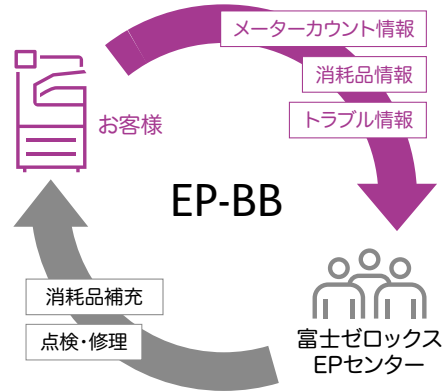 メーターカウント情報
消耗品情報
トラブル情報
お客様
EP-BB
消耗品補充
点検・修理
富士ゼロックス
EPセンター